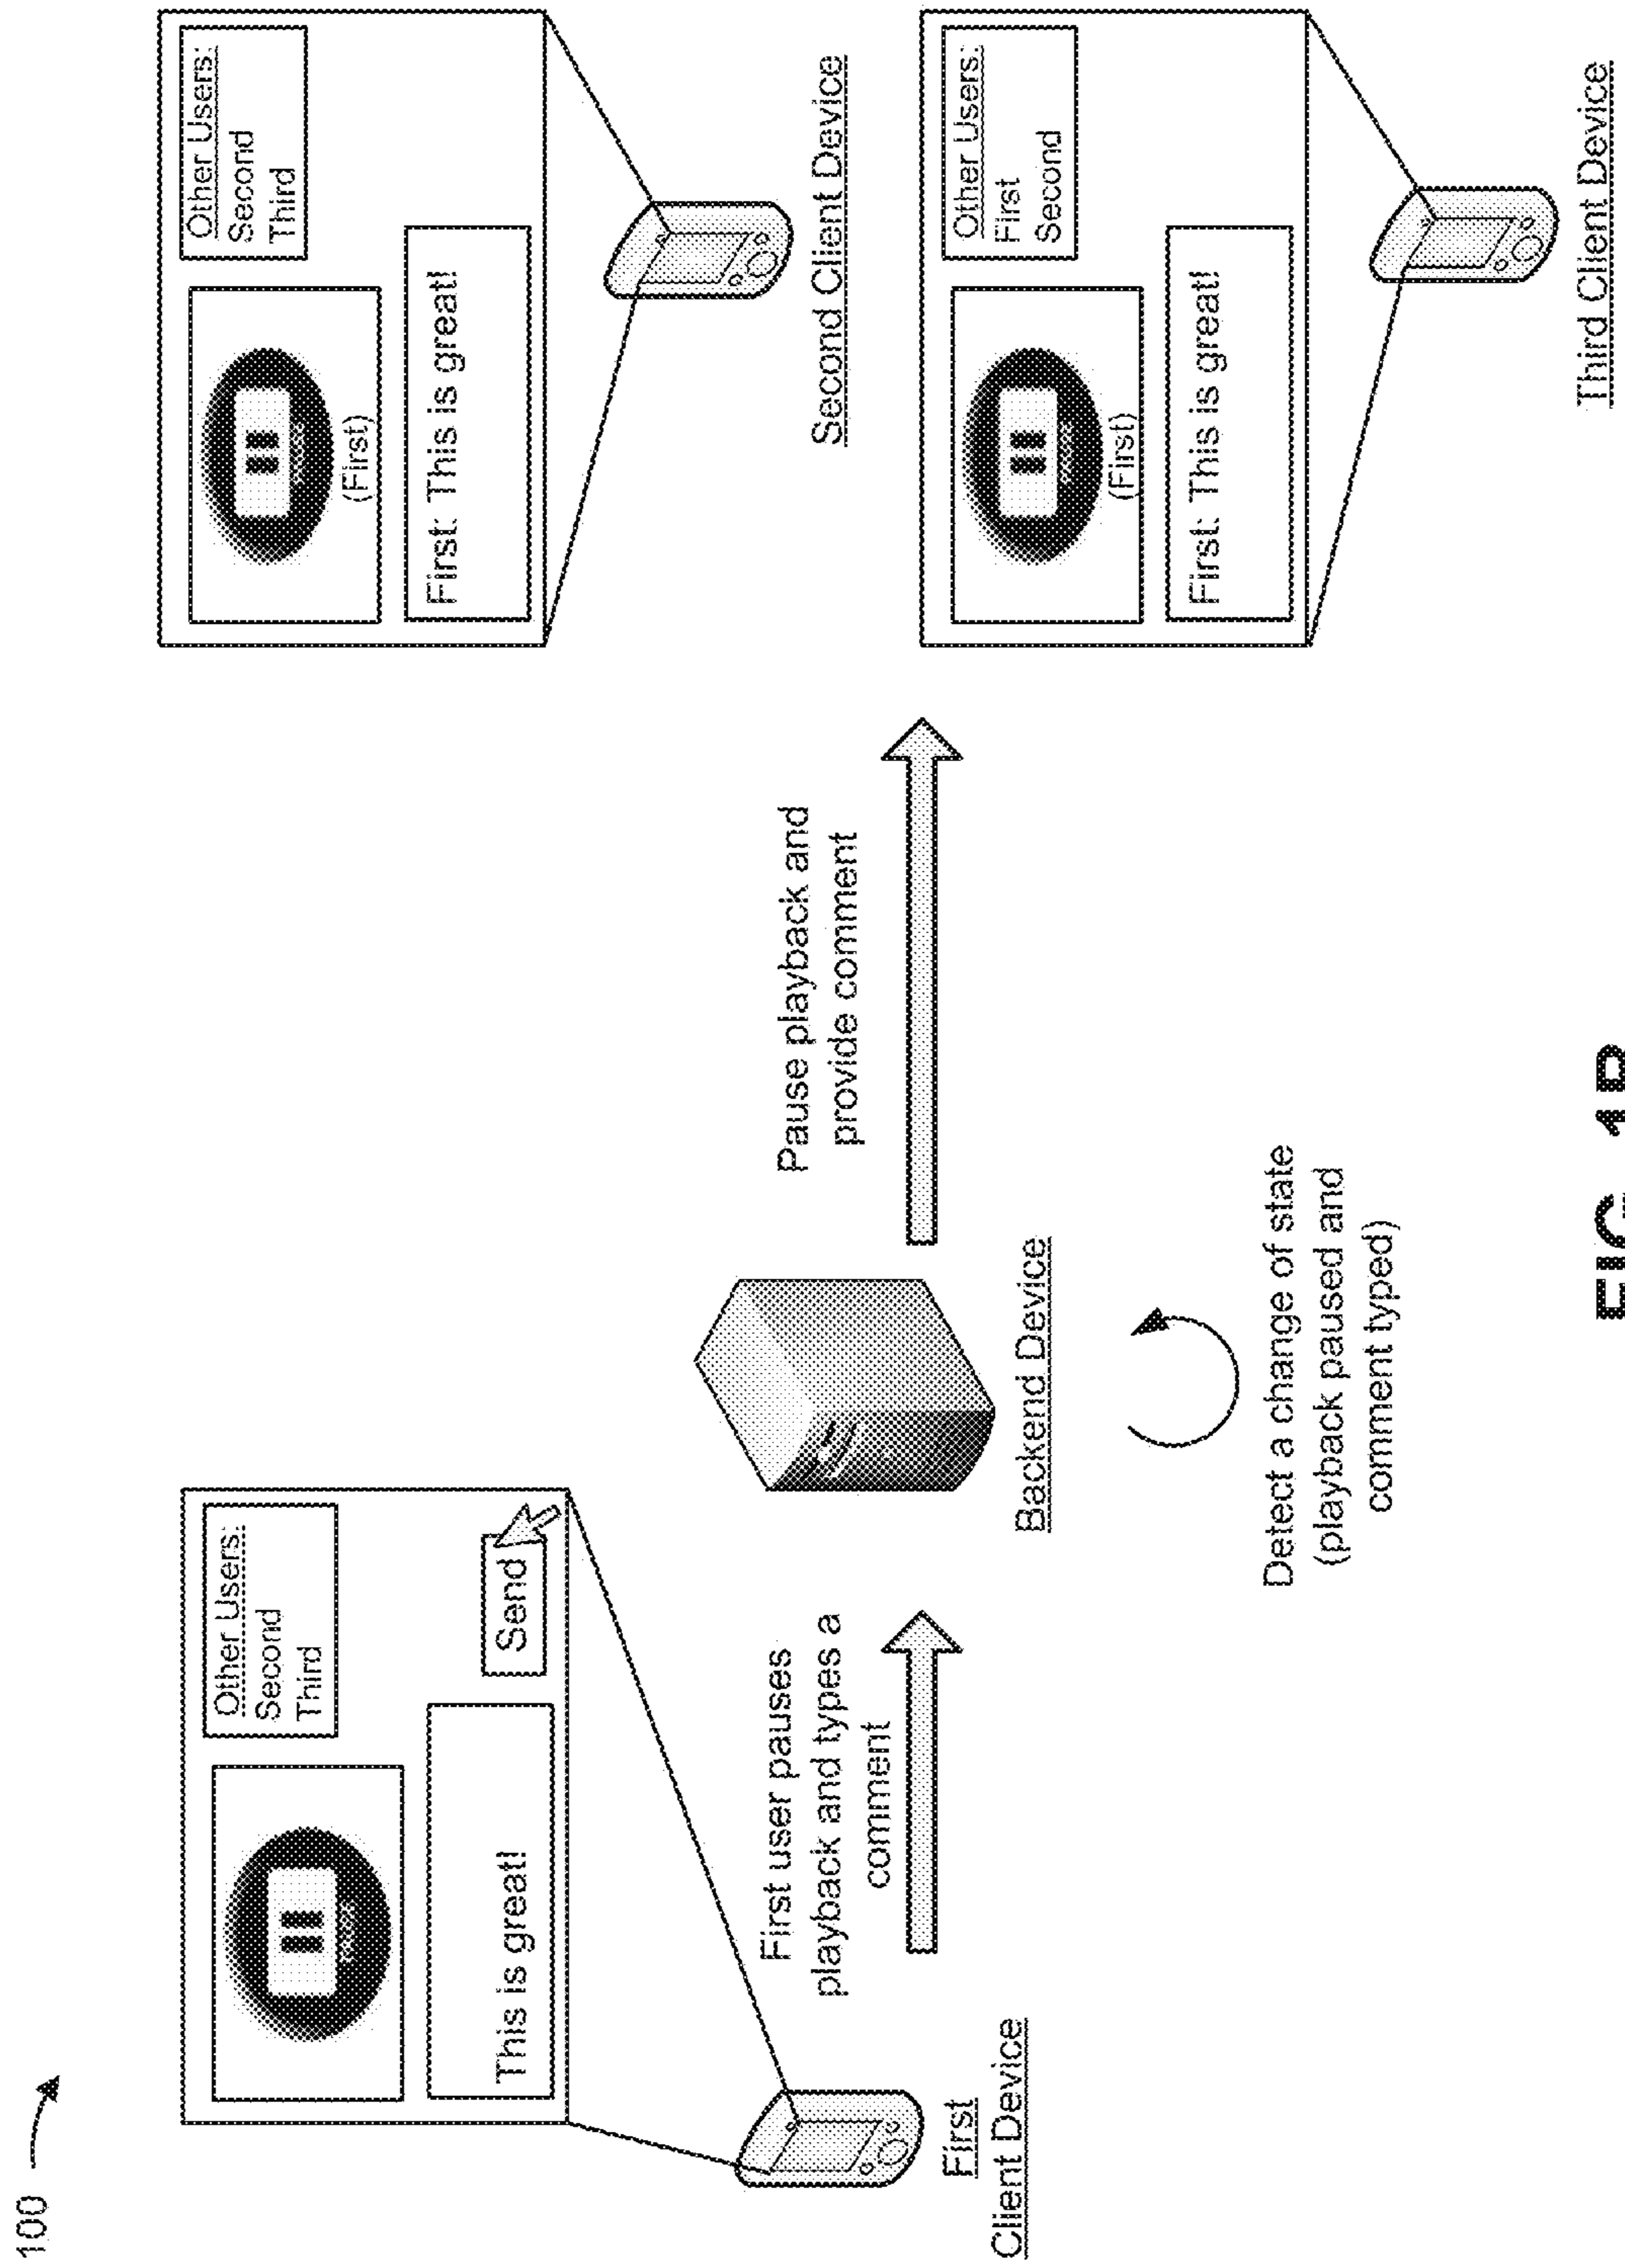 100
Other Users:
Second
Third
This is great!
Send
First
Client Device
First user pauses
playback and types a
comment
Backend Device
Detect a change of state
(playback paused and
comment typed)
Pause playback and
provide comment
Other Users:
Second
Third
(First)
First: This is great!
Second Client Device
Other Users:
First
Second
(First)
First: This is great!
Third Client Device
FIG. 1B